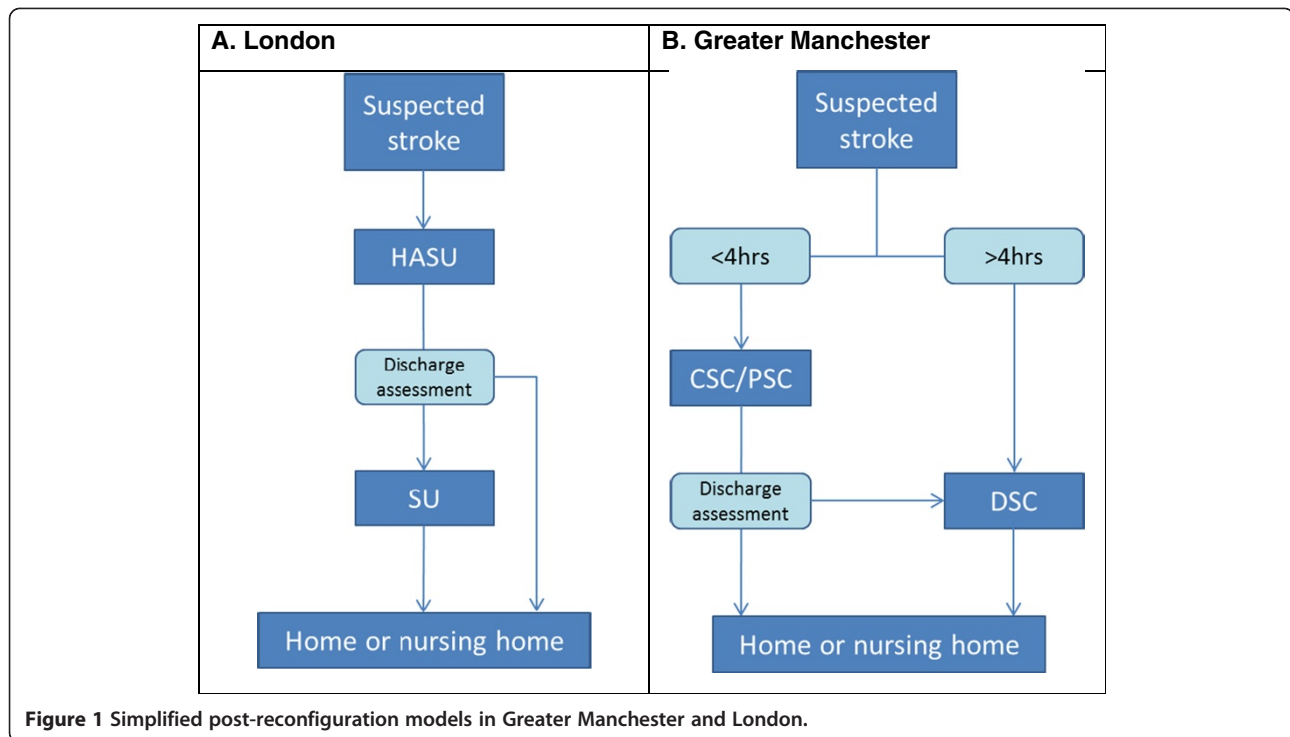 A. London
Suspected
stroke
HASU
Discharge
assessment
SU
Home or nursing home
B. Greater Manchester
Suspected
stroke
<4hrs
>4hrs
CSC/PSC
Discharge
assessment
DSC
Home or nursing home
Figure 1 Simplified post-reconfiguration models in Greater Manchester and London.